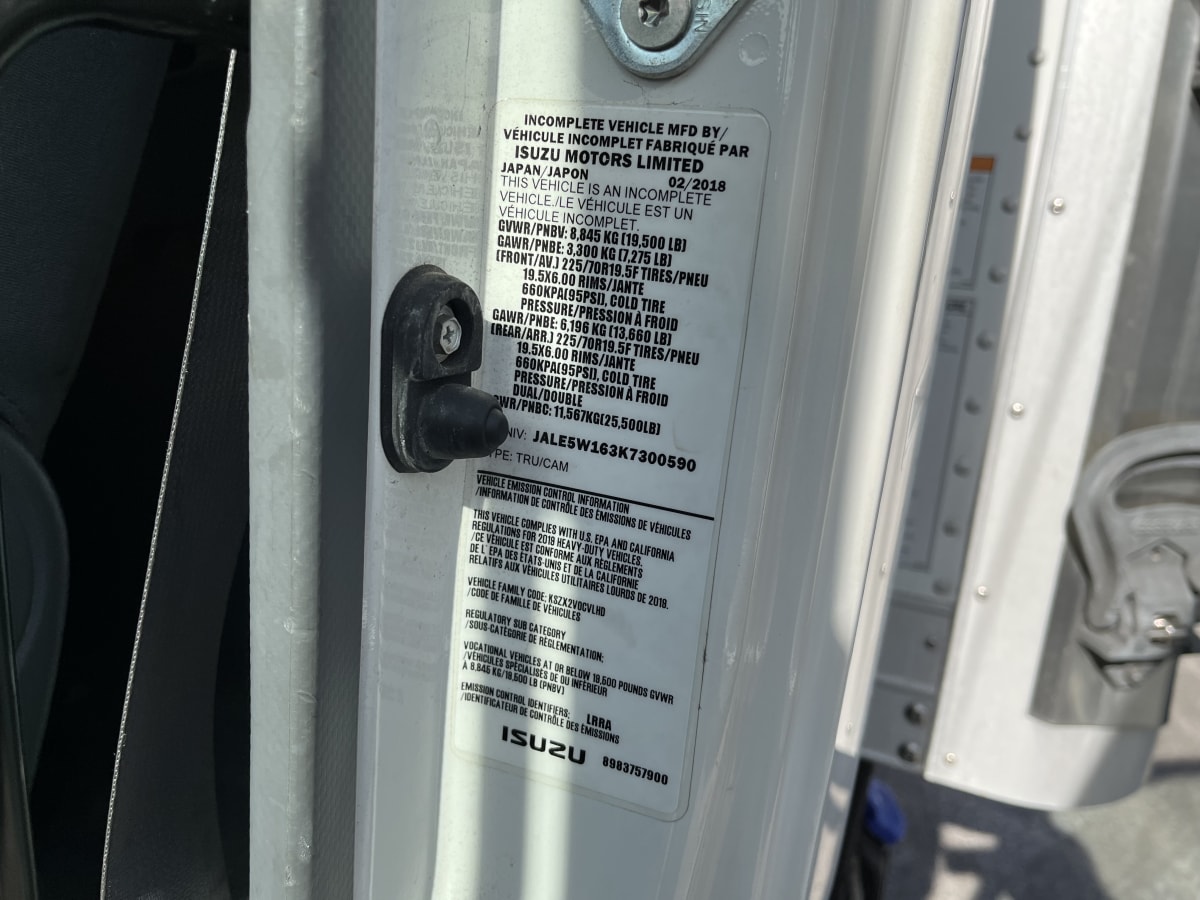 INCOMPLETE VEHICLE MFD BY/
VÉHICULE INCOMPLET FABRIQUÉ PAR
ISUZU MOTORS LIMITED
JAPAN/JAPON 02/2018
THIS VEHICLE IS AN INCOMPLETE
VEHICLE./LE VÉHICULE EST UN
VÉHICULE INCOMPLET.
GVWR/PNBV: 8,845 KG (19,500 LB)
GAWR/PNBE: 3,300 KG (7,275 LB)
(FRONT/AV.) 225/70R19.5F TIRES/PNEU
19.5X6.00 RIMS/JANTE
660KPA(95PSI), COLD TIRE
PRESSURE/PRESSION À FROID
GAWR/PNBE: 6,196 KG (13,660 LB)
(REAR/ARR.) 225/70R19.5F TIRES/PNEU
19.5X6.00 RIMS/JANTE
660KPA(95PSI), COLD TIRE
PRESSURE/PRESSION À FROID
DUAL/DOUBLE
WR/PNBC: 11,567KG(25,500LB)
NIV: JALE5W163K7300590
PE: TRU/CAM
VEHICLE EMISSION CONTROL INFORMATION
/INFORMATION DE CONTRÔLE DES ÉMISSIONS DE VÉHICULES
THIS VEHICLE COMPLIES WITH U.S. EPA AND CALIFORNIA
REGULATIONS FOR 2018 HEAVY-DUTY VEHICLES.
/CE VÉHICULE EST CONFORME AUX RÈGLEMENTS
DE L'EPA DES ÉTATS-UNIS ET DE LA CALIFORNIE
RELATIFS AUX VÉHICULES UTILITAIRES LOURDS DE 2018.
VEHICLE FAMILY CODE: KSZX2VOCVLHD
/CODE DE FAMILLE DE VÉHICULES
REGULATORY SUB CATEGORY
/SOUS-CATÉGORIE DE RÉGLEMENTATION:
VOCATIONAL VEHICLES AT OR BELOW 19,500 POUNDS GVWR
/VÉHICULES SPÉCIALISÉS DE OU INFÉRIEUR
À 8,845 KG/19,500 LB (PNBV)
EMISSION CONTROL IDENTIFIERS: LRRA
/IDENTIFICATEUR DE CONTRÔLE DES ÉMISSIONS
ISUZU 8983757900